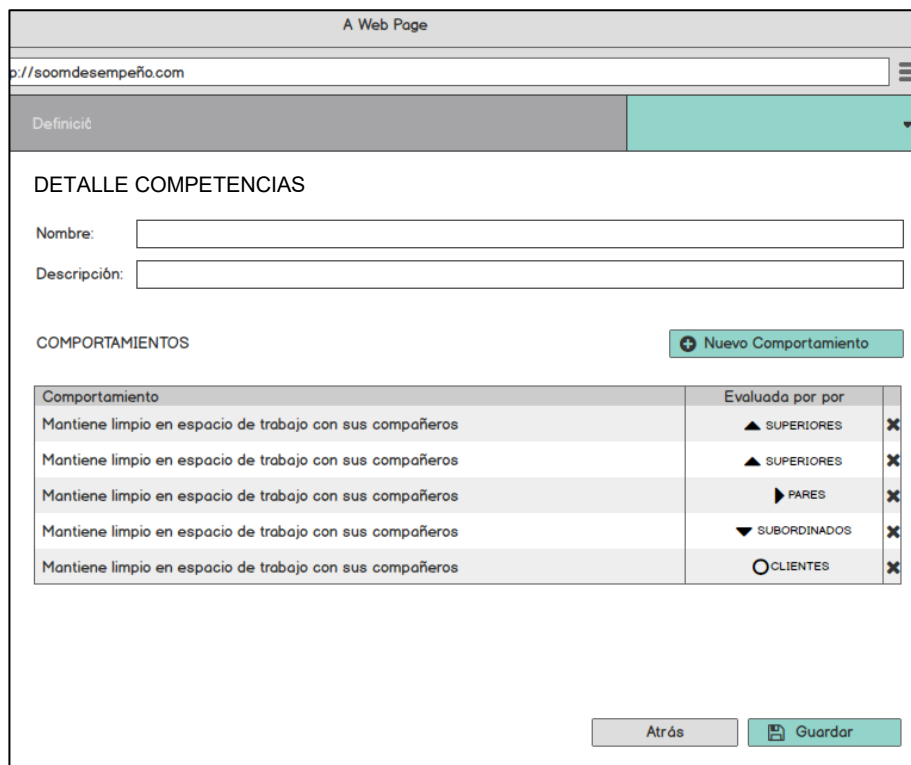 A Web Page
p://soomdesempeño.com
Definició
DETALLE COMPETENCIAS
Nombre:
Descripción:
COMPORTAMIENTOS
Nuevo Comportamiento
Comportamiento Evaluada por por
Mantiene limpio en espacio de trabajo con sus compañeros SUPERIORES
Mantiene limpio en espacio de trabajo con sus compañeros SUPERIORES
Mantiene limpio en espacio de trabajo con sus compañeros PARES
Mantiene limpio en espacio de trabajo con sus compañeros SUBORDINADOS
Mantiene limpio en espacio de trabajo con sus compañeros CLIENTES
Atrás Guardar